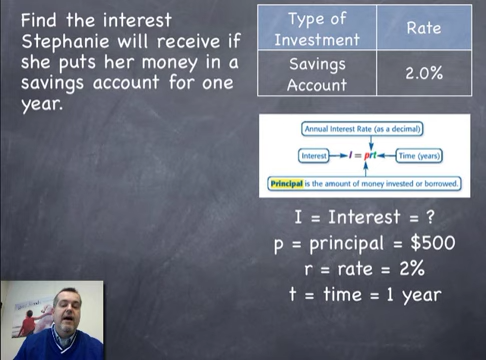 Find the interest
Stephanie will receive if
she puts her money in a
savings account for one
year.
Type of
Investment
Rate
Savings
Account
2.0%
Annual Interest Rate (as a decimal)
Interest
I = prt
Time (years)
Principal is the amount of money invested or borrowed.
I = Interest = ?
p = principal = $500
r = rate = 2%
t = time = 1 year